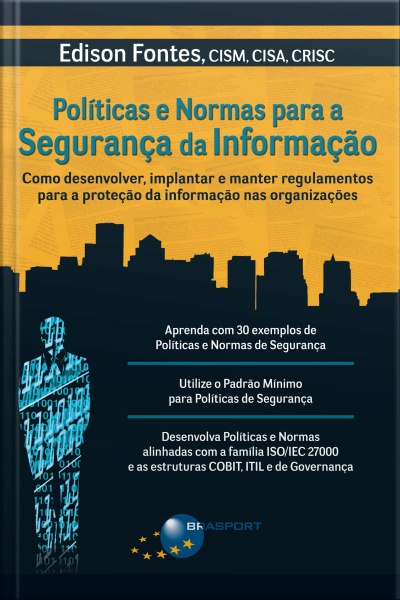 Edison Fontes, CISM, CISA, CRISC
Políticas e Normas para a
Segurança da Informação
Como desenvolver, implantar e manter regulamentos
para a proteção da informação nas organizações
Aprenda com 30 exemplos de
Políticas e Normas de Segurança
Utilize o Padrão Mínimo
para Políticas de Segurança
Desenvolva Políticas e Normas
alinhadas com a família ISO/IEC 27000
e as estruturas COBIT, ITIL e de Governança
BRASPORT